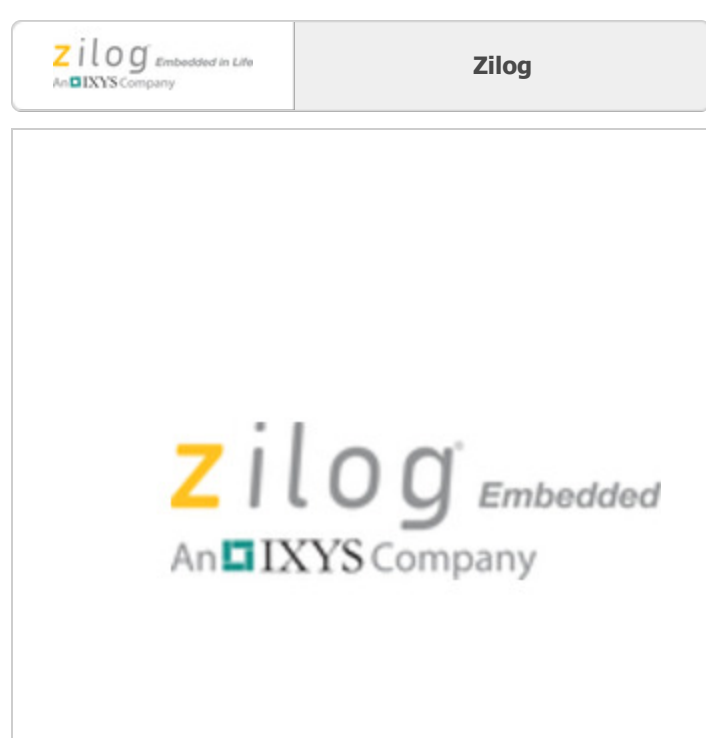 zilog Embedded in Life
An IXYS Company
Zilog
zilog® Embedded
An IXYS Company